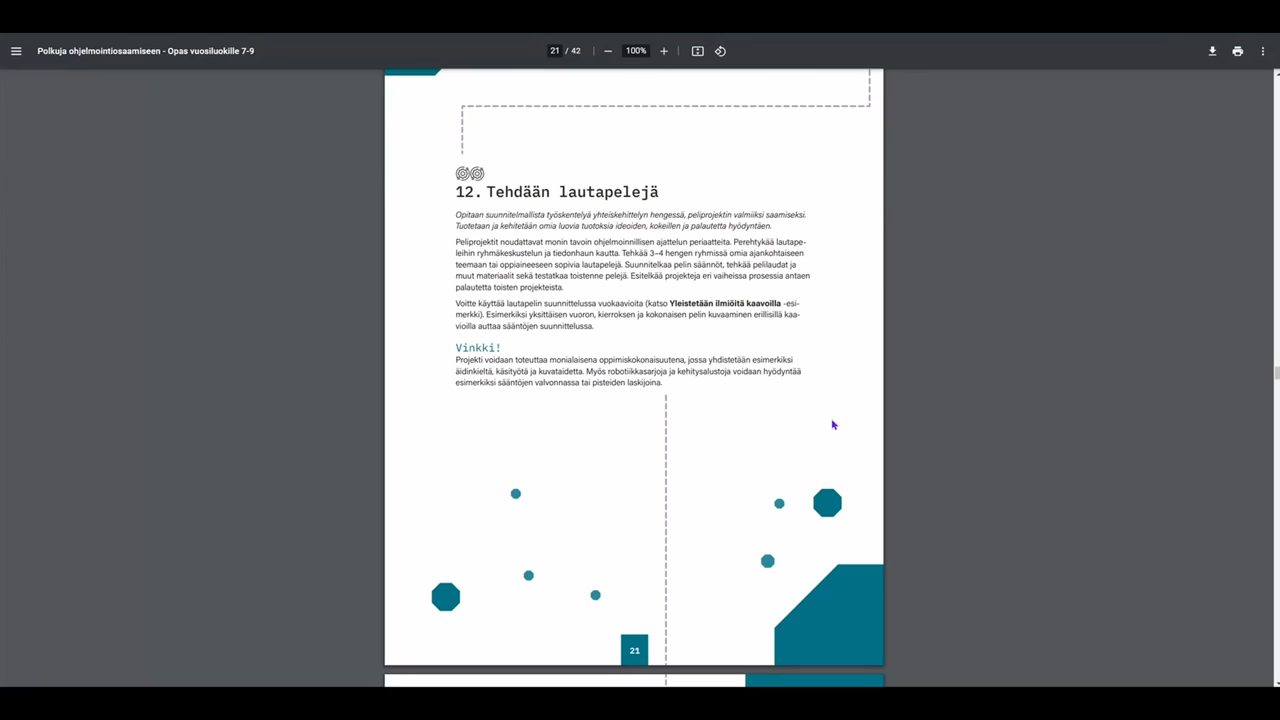 Polkuja ohjelmointiosaamiseen - Opas vuosiluokille 7-9
21 / 42
100%
12. Tehdään lautapelejä
Opitaan suunnitelmallista työskentelyä yhteiskehittelyn hengessä, peliprojektin valmiiksi saamiseksi.
Tuotetaan ja kehitetään omia luovia tuotoksia ideoiden, kokeillen ja palautetta hyödyntäen.
Peliprojektit noudattavat monin tavoin ohjelmoinnillisen ajattelun periaatteita. Perehtykää lautape-
leihin ryhmäkeskustelun ja tiedonhaun kautta. Tehkää 3–4 hengen ryhmissä omia ajankohtaiseen
teemaan tai oppiaineeseen sopivia lautapelejä. Suunnitelkaa pelin säännöt, tehkää pelilaudat ja
muut materiaalit sekä testatkaa toistenne pelejä. Esitelkää projekteja eri vaiheissa prosessia antaen
palautetta toisten projekteista.
Voitte käyttää lautapelin suunnittelussa vuokaavioita (katso Yleistetään ilmiöitä kaavoilla -esi-
merkki). Esimerkiksi yksittäisen vuoron, kierroksen ja kokonaisen pelin kuvaaminen erillisillä kaa-
vioilla auttaa sääntöjen suunnittelussa.
Vinkki!
Projekti voidaan toteuttaa monialaisena oppimiskokonaisuutena, jossa yhdistetään esimerkiksi
äidinkieltä, käsityötä ja kuvataidetta. Myös robotiikkasarjoja ja kehitysalustoja voidaan hyödyntää
esimerkiksi sääntöjen valvonnassa tai pisteiden laskijoina.
21